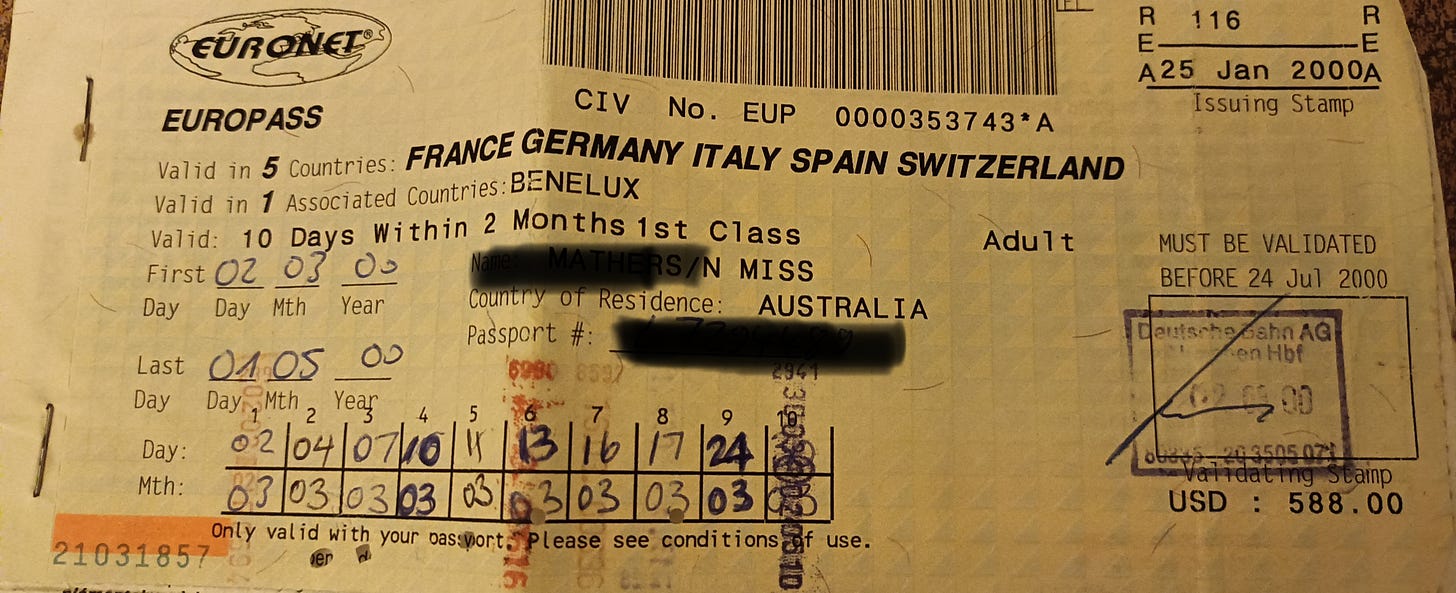 EURONET®
R 116 R
E E
A 25 Jan 2000 A
Issuing Stamp
CIV No. EUP 0000353743*A
EUROPASS
Valid in 5 Countries: FRANCE GERMANY ITALY SPAIN SWITZERLAND
Valid in 1 Associated Countries: BENELUX
Valid: 10 Days Within 2 Months 1st Class Adult
MUST BE VALIDATED
BEFORE 24 Jul 2000
First 02 03 00
Day Day Mth Year
/N MISS
Country of Residence: AUSTRALIA
Passport #:
Last 01 05 00
Day Day Mth Year
Deutsche Bahn AG
Hbf
1 2 3 4 5 6 7 8 9 10
Day: 02 04 07 10 11 13 16 17 24
Mth: 03 03 03 03 03 03 03 03 03 03
Validating Stamp
USD : 588.00
Only valid with your passport. Please see conditions of use.
21031857